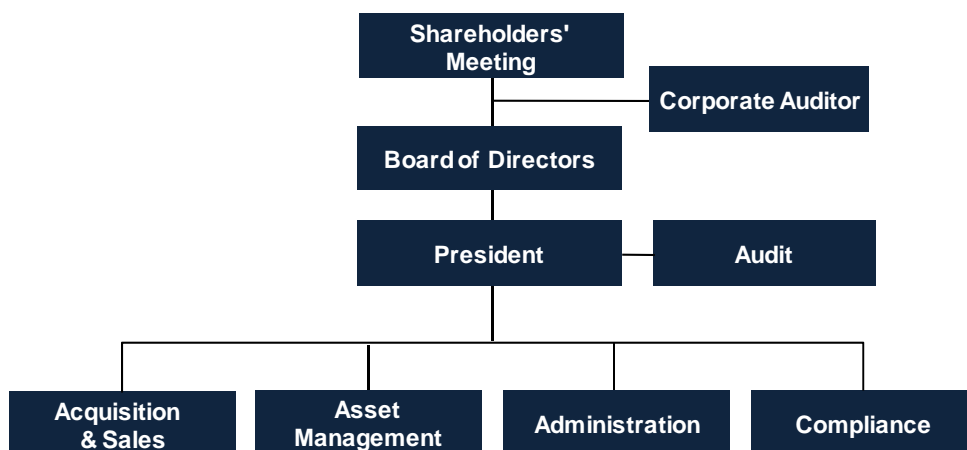 Shareholders'
Meeting
Corporate Auditor
Board of Directors
President
Audit
Acquisition
& Sales
Asset
Management
Administration
Compliance